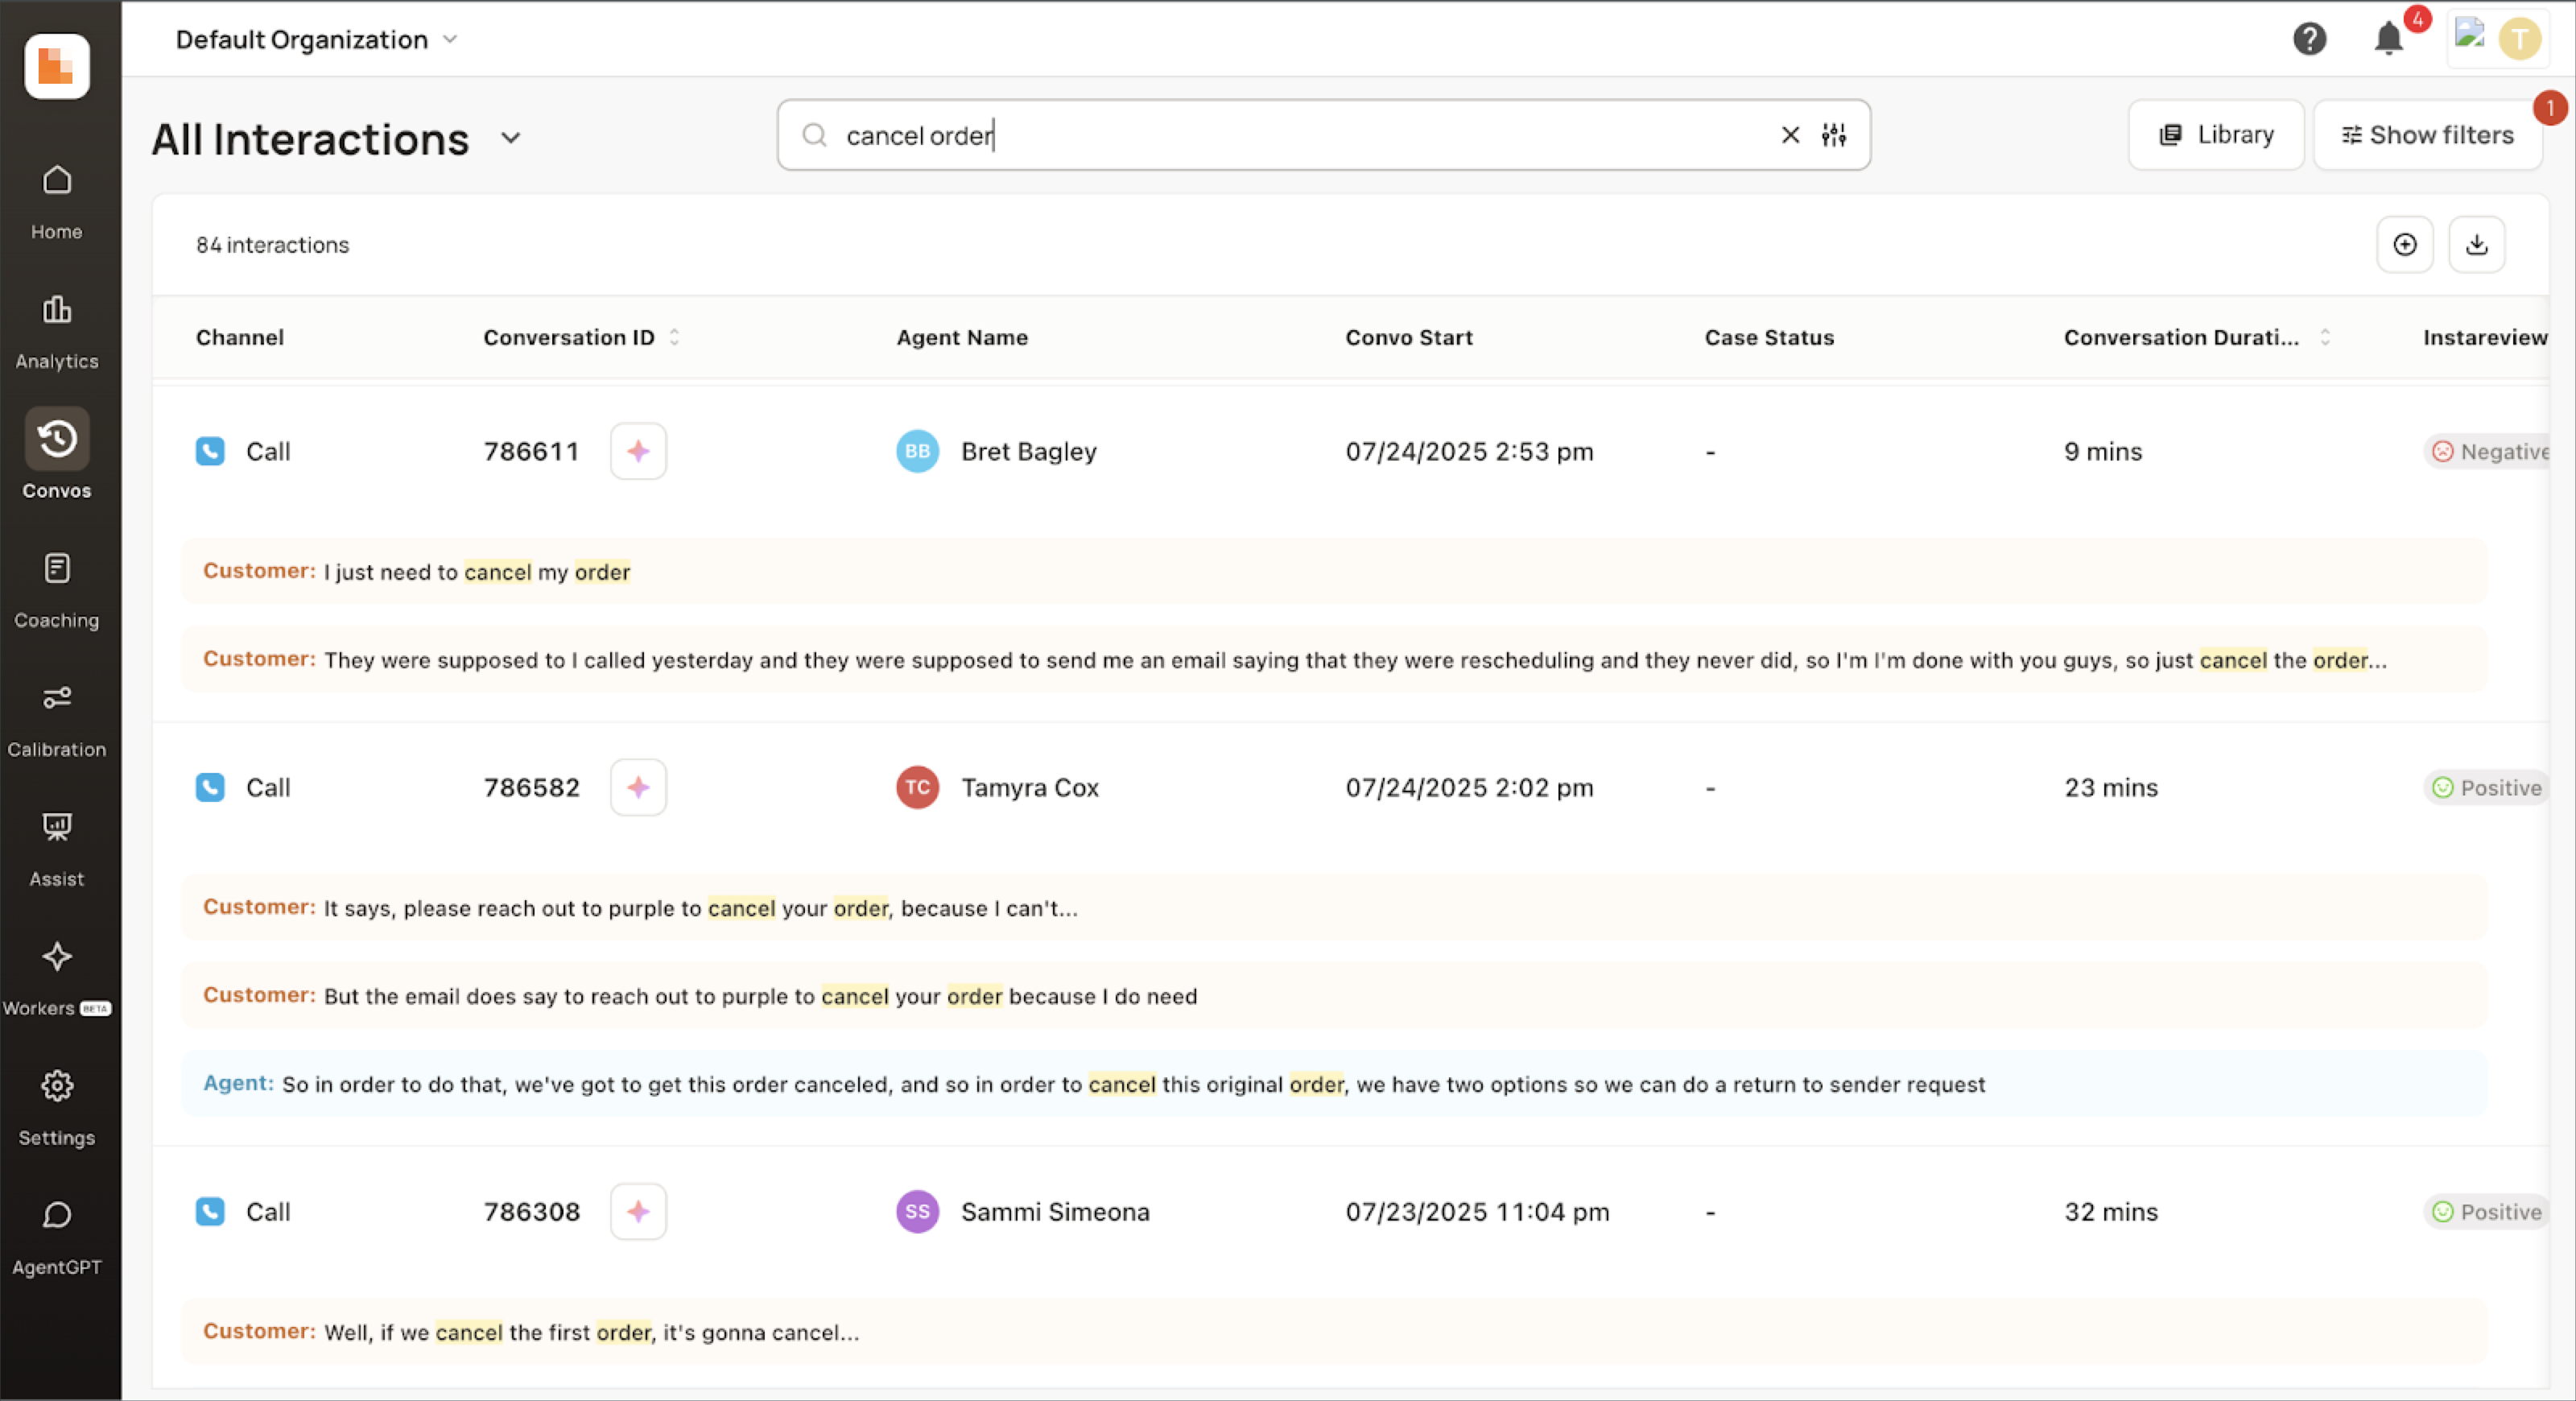 Default Organization
4
T
All Interactions
cancel order
Library
Show filters
1
84 interactions
Channel
Conversation ID
Agent Name
Convo Start
Case Status
Conversation Durati...
Instareview
Call
786611
BB
Bret Bagley
07/24/2025 2:53 pm
-
9 mins
Negative
Customer: I just need to cancel my order
Customer: They were supposed to I called yesterday and they were supposed to send me an email saying that they were rescheduling and they never did, so I'm I'm done with you guys, so just cancel the order...
Call
786582
TC
Tamyra Cox
07/24/2025 2:02 pm
-
23 mins
Positive
Customer: It says, please reach out to purple to cancel your order, because I can't...
Customer: But the email does say to reach out to purple to cancel your order because I do need
Agent: So in order to do that, we've got to get this order canceled, and so in order to cancel this original order, we have two options so we can do a return to sender request
Call
786308
SS
Sammi Simeona
07/23/2025 11:04 pm
-
32 mins
Positive
Customer: Well, if we cancel the first order, it's gonna cancel...
Home
Analytics
Convos
Coaching
Calibration
Assist
Workers BETA
Settings
AgentGPT